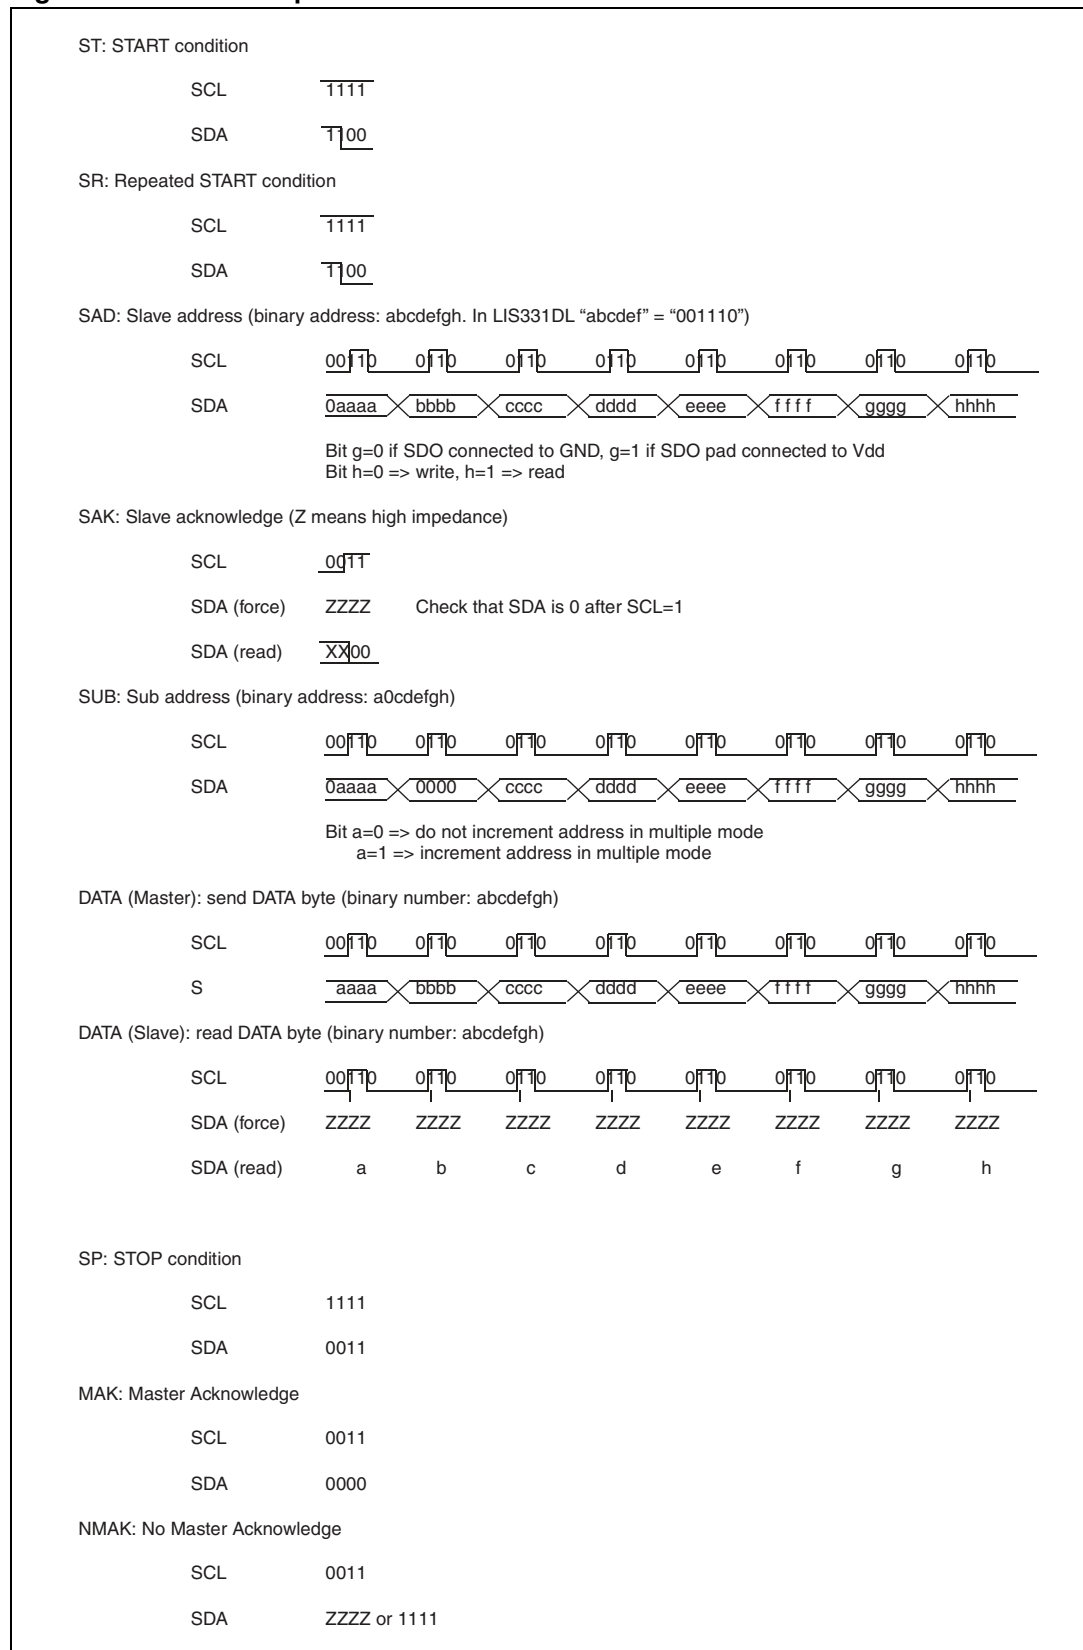 ST: START condition
SCL 1111
SDA 1100
SR: Repeated START condition
SCL 1111
SDA 1100
SAD: Slave address (binary address: abcdefgh. In LIS331DL “abcdef” = “001110”)
SCL 00110 0110 0110 0110 0110 0110 0110 0110
SDA 0aaaa bbbb cccc dddd eeee ffff gggg hhhh
Bit g=0 if SDO connected to GND, g=1 if SDO pad connected to Vdd
Bit h=0 => write, h=1 => read
SAK: Slave acknowledge (Z means high impedance)
SCL 0011
SDA (force) ZZZZ Check that SDA is 0 after SCL=1
SDA (read) XX00
SUB: Sub address (binary address: a0cdefgh)
SCL 00110 0110 0110 0110 0110 0110 0110 0110
SDA 0aaaa 0000 cccc dddd eeee ffff gggg hhhh
Bit a=0 => do not increment address in multiple mode
a=1 => increment address in multiple mode
DATA (Master): send DATA byte (binary number: abcdefgh)
SCL 00110 0110 0110 0110 0110 0110 0110 0110
S aaaa bbbb cccc dddd eeee ffff gggg hhhh
DATA (Slave): read DATA byte (binary number: abcdefgh)
SCL 00110 0110 0110 0110 0110 0110 0110 0110
SDA (force) ZZZZ ZZZZ ZZZZ ZZZZ ZZZZ ZZZZ ZZZZ ZZZZ
SDA (read) a b c d e f g h
SP: STOP condition
SCL 1111
SDA 0011
MAK: Master Acknowledge
SCL 0011
SDA 0000
NMAK: No Master Acknowledge
SCL 0011
SDA ZZZZ or 1111